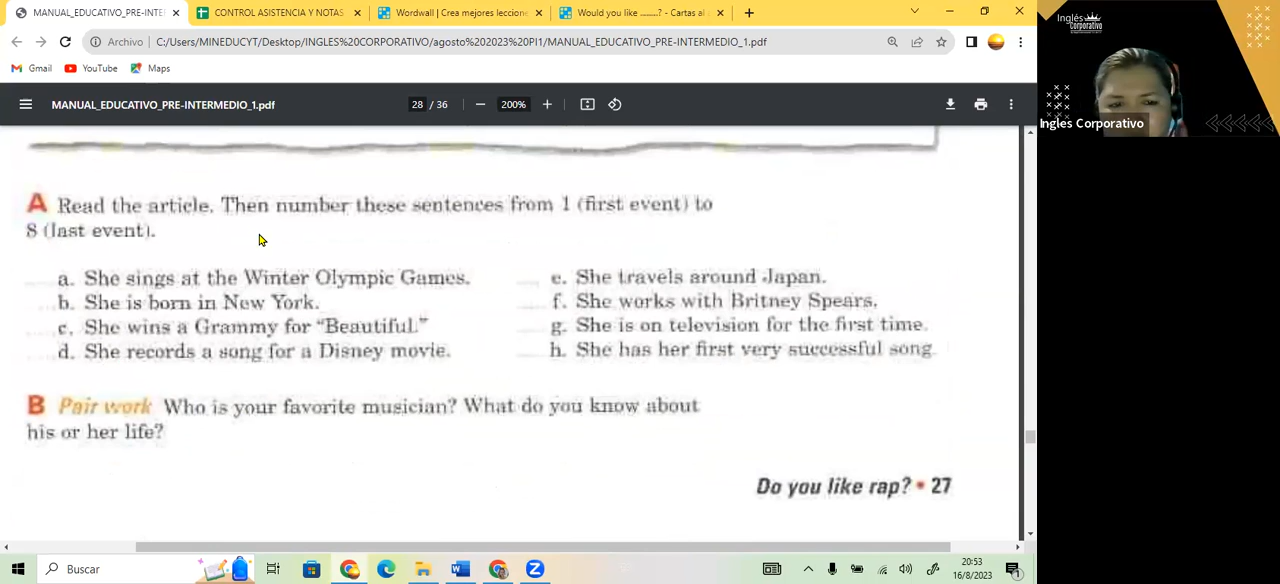 MANUAL_EDUCATIVO_PRE-INTER
CONTROL ASISTENCIA Y NOTAS
Wordwall | Crea mejores leccione
Would you like ........? - Cartas al
Archivo
C:/Users/MINEDUCYT/Desktop/INGLES%20CORPORATIVO/agosto%202023%20PI1/MANUAL_EDUCATIVO_PRE-INTERMEDIO_1.pdf
Gmail
YouTube
Maps
MANUAL_EDUCATIVO_PRE-INTERMEDIO_1.pdf
28 / 36
200%
A Read the article. Then number these sentences from 1 (first event) to
8 (last event).
a. She sings at the Winter Olympic Games.
b. She is born in New York.
c. She wins a Grammy for "Beautiful."
d. She records a song for a Disney movie.
e. She travels around Japan.
f. She works with Britney Spears.
g. She is on television for the first time.
h. She has her first very successful song
B Pair work Who is your favorite musician? What do you know about
his or her life?
Do you like rap? • 27
Buscar
20:53
16/8/2023
Inglés
Corporativo
Ingles Corporativo